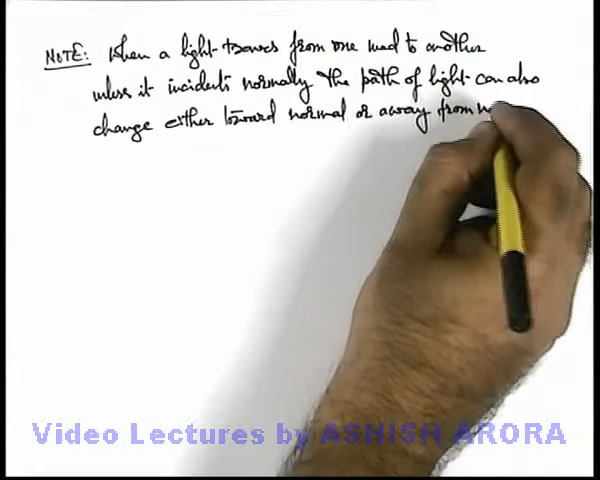 NOTE: When a light travels from one med to another
unless it incidents normally the path of light can also
change either toward normal or away from
Video Lectures by ASHISH ARORA